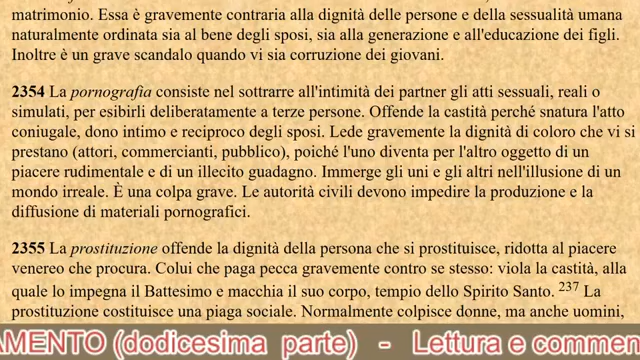 matrimonio. Essa è gravemente contraria alla dignità delle persone e della sessualità umana
naturalmente ordinata sia al bene degli sposi, sia alla generazione e all'educazione dei figli.
Inoltre è un grave scandalo quando vi sia corruzione dei giovani.
2354 La pornografia consiste nel sottrarre all'intimità dei partner gli atti sessuali, reali o
simulati, per esibirli deliberatamente a terze persone. Offende la castità perché snatura l'atto
coniugale, dono intimo e reciproco degli sposi. Lede gravemente la dignità di coloro che vi si
prestano (attori, commercianti, pubblico), poiché l'uno diventa per l'altro oggetto di un
piacere rudimentale e di un illecito guadagno. Immerge gli uni e gli altri nell'illusione di un
mondo irreale. È una colpa grave. Le autorità civili devono impedire la produzione e la
diffusione di materiali pornografici.
2355 La prostituzione offende la dignità della persona che si prostituisce, ridotta al piacere
venereo che procura. Colui che paga pecca gravemente contro se stesso: viola la castità, alla
quale lo impegna il Battesimo e macchia il suo corpo, tempio dello Spirito Santo. 237 La
prostituzione costituisce una piaga sociale. Normalmente colpisce donne, ma anche uomini,
AMENTO (dodicesima parte) - Lettura e commen